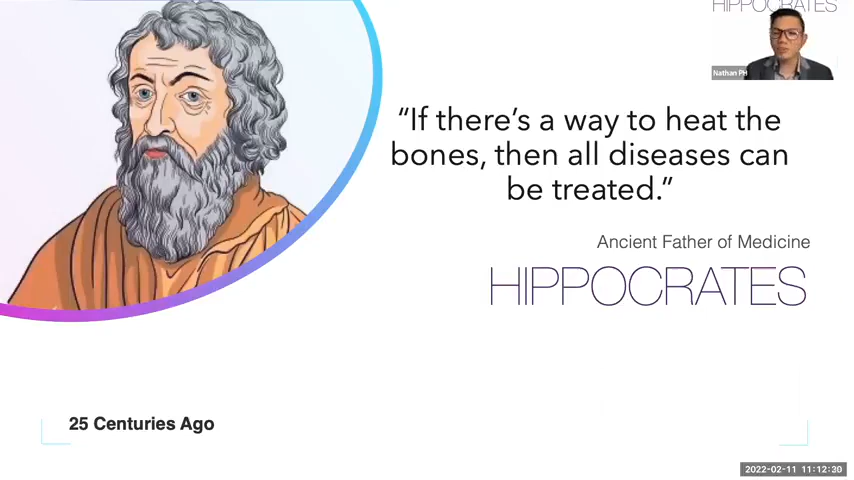 HIPPOCRATES
Nathan PH
“If there’s a way to heat the
bones, then all diseases can
be treated.”
Ancient Father of Medicine
HIPPOCRATES
25 Centuries Ago
2022-02-11 11:12:30